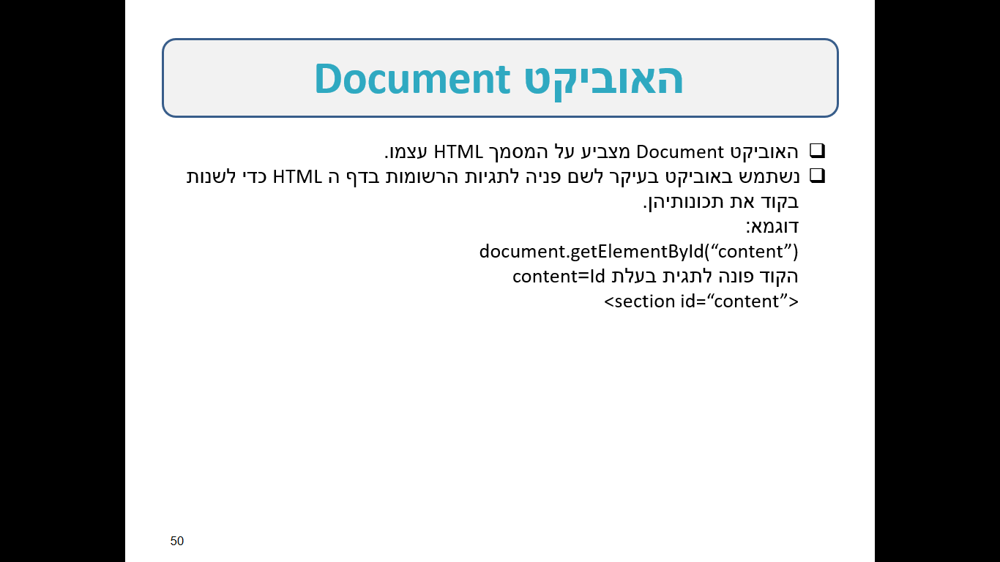 האוביקט Document
❑ האוביקט Document מצביע על המסמך HTML עצמו.
❑ נשתמש באוביקט בעיקר לשם פניה לתגיות הרשומות בדף ה HTML כדי לשנות
בקוד את תכונותיהן.
דוגמא:
document.getElementById(“content”)
הקוד פונה לתגית בעלת content=Id
<section id=“content”>
50